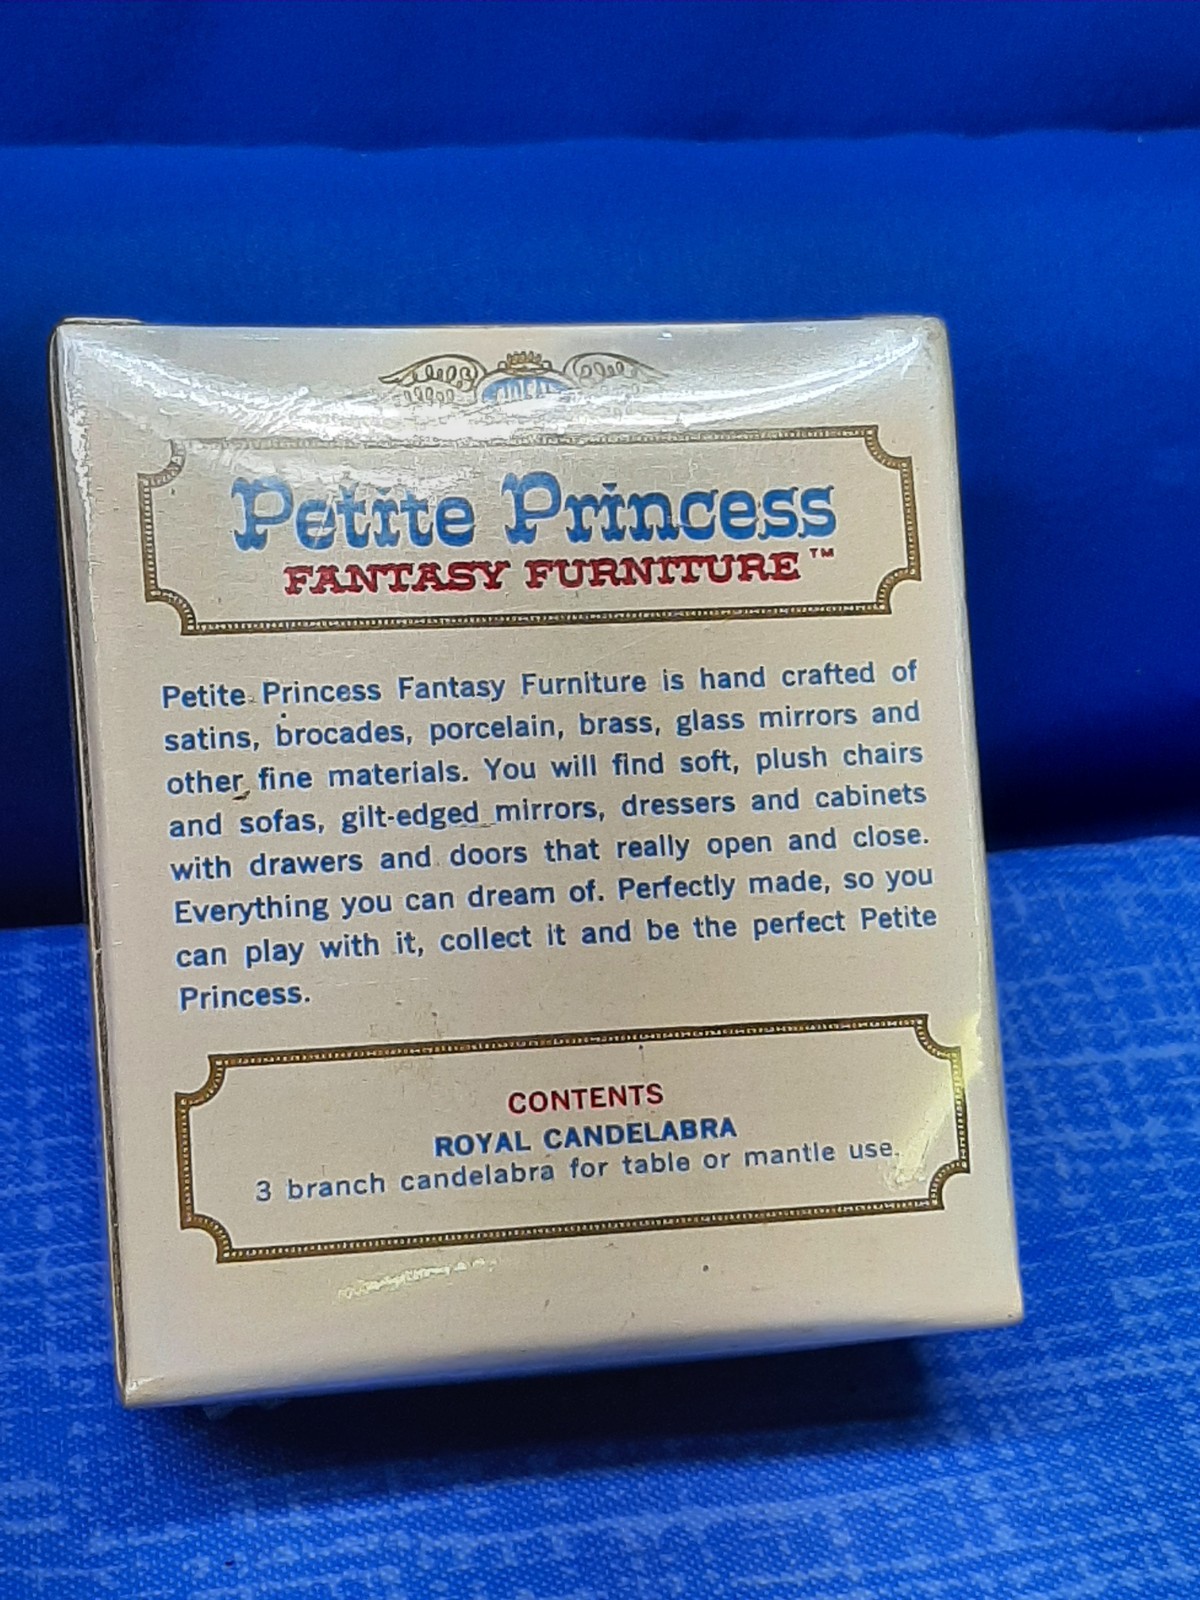 Petite Princess
FANTASY FURNITURE™
Petite Princess Fantasy Furniture is hand crafted of
satins, brocades, porcelain, brass, glass mirrors and
other fine materials. You will find soft, plush chairs
and sofas, gilt-edged mirrors, dressers and cabinets
with drawers and doors that really open and close.
Everything you can dream of. Perfectly made, so you
can play with it, collect it and be the perfect Petite
Princess.
CONTENTS
ROYAL CANDELABRA
3 branch candelabra for table or mantle use.